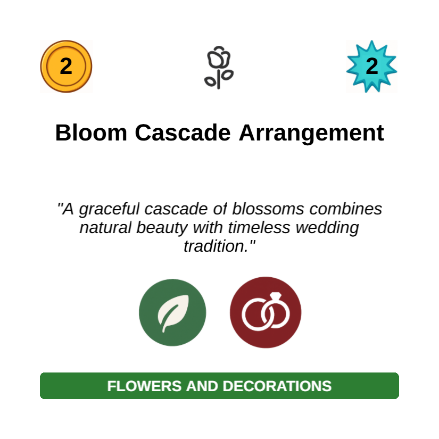 2
2
Bloom Cascade Arrangement
"A graceful cascade of blossoms combines
natural beauty with timeless wedding
tradition."
FLOWERS AND DECORATIONS